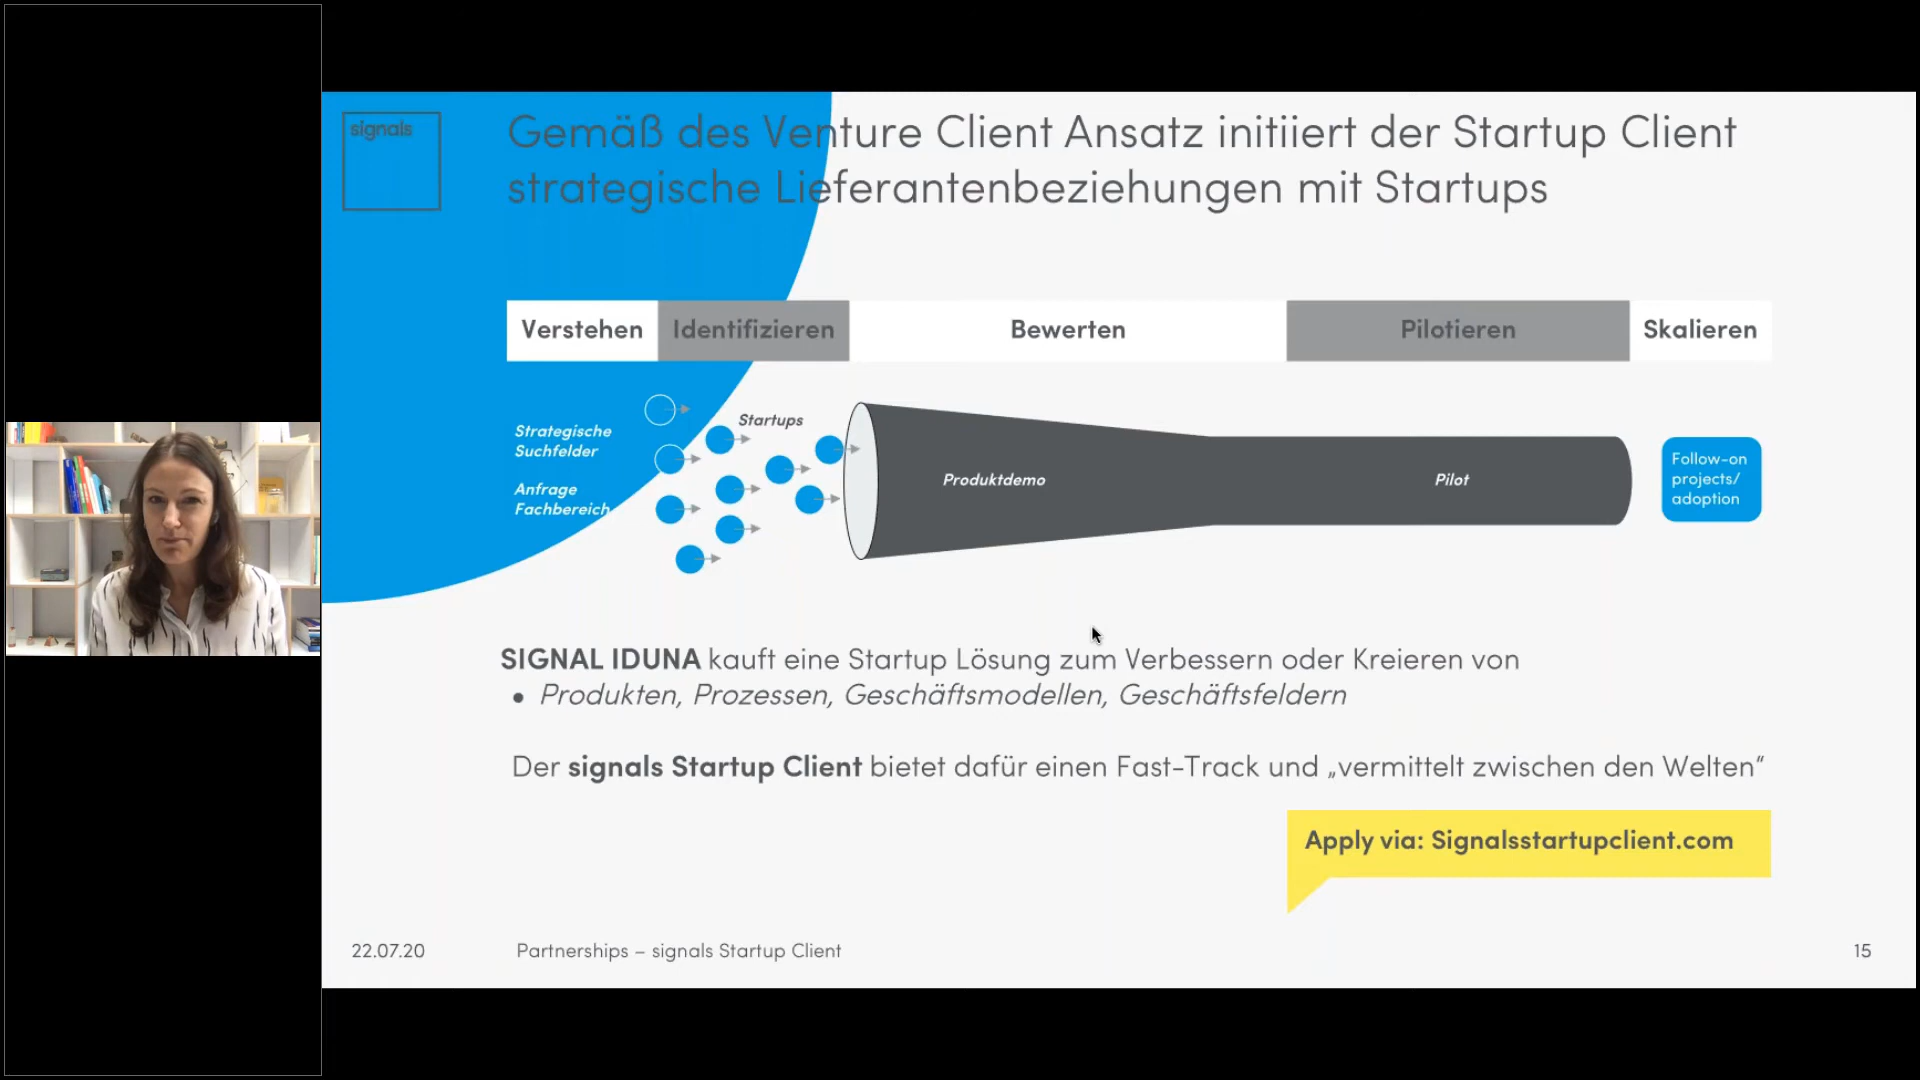 signals
Gemäß des Venture Client Ansatz initiiert der Startup Client
strategische Lieferantenbeziehungen mit Startups
Verstehen
Identifizieren
Bewerten
Pilotieren
Skalieren
Strategische
Suchfelder
Anfrage
Fachbereich
Startups
Produktdemo
Pilot
Follow-on
projects/
adoption
SIGNAL IDUNA kauft eine Startup Lösung zum Verbessern oder Kreieren von
• Produkten, Prozessen, Geschäftsmodellen, Geschäftsfeldern
Der signals Startup Client bietet dafür einen Fast-Track und „vermittelt zwischen den Welten“
Apply via: Signalsstartupclient.com
22.07.20
Partnerships – signals Startup Client
15